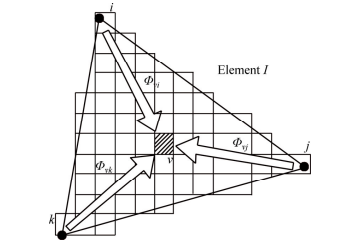 i
Φvi
Element I
Φvj
j
v
Φvk
k